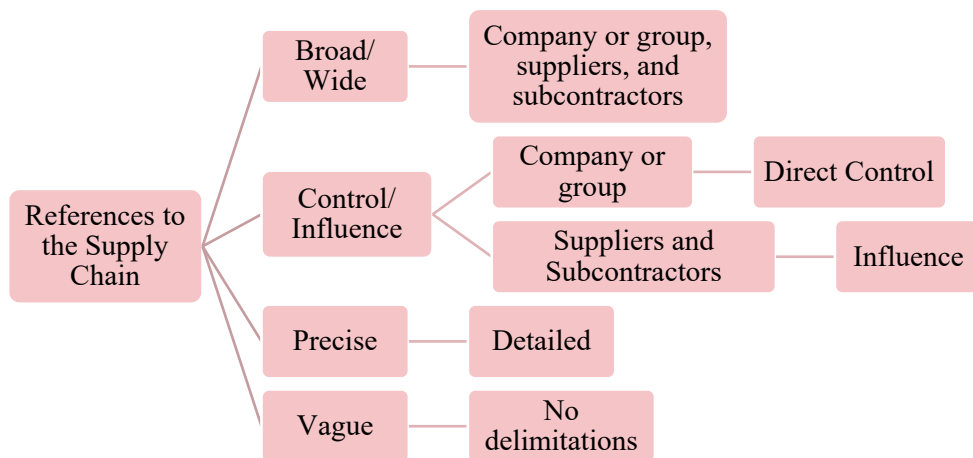 References to
the Supply
Chain
Broad/
Wide
Company or group,
suppliers, and
subcontractors
Control/
Influence
Company or
group
Direct Control
Suppliers and
Subcontractors
Influence
Precise
Detailed
Vague
No
delimitations